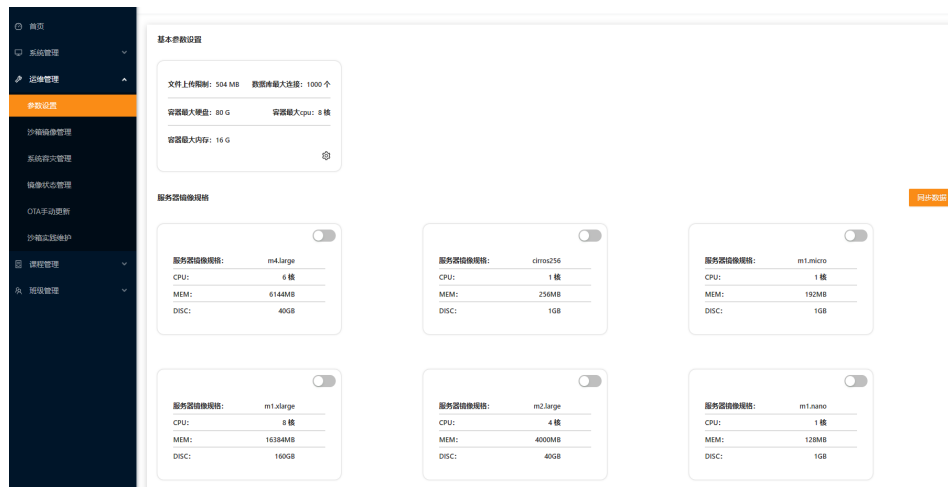 首页
系统管理
运维管理
参数设置
沙箱镜像管理
系统容灾管理
镜像状态管理
OTA手动更新
沙箱实践维护
课程管理
班级管理
基本参数设置
文件上传限制：504 MB 数据库最大连接：1000 个
容器最大硬盘：80 G 容器最大cpu：8 核
容器最大内存：16 G
服务器镜像规格 同步数据
服务器镜像规格： m4.large
CPU： 6 核
MEM： 6144MB
DISC： 40GB
服务器镜像规格： cirros256
CPU： 1 核
MEM： 256MB
DISC： 1GB
服务器镜像规格： m1.micro
CPU： 1 核
MEM： 192MB
DISC： 1GB
服务器镜像规格： m1.xlarge
CPU： 8 核
MEM： 16384MB
DISC： 160GB
服务器镜像规格： m2.large
CPU： 4 核
MEM： 4000MB
DISC： 40GB
服务器镜像规格： m1.nano
CPU： 1 核
MEM： 128MB
DISC： 1GB